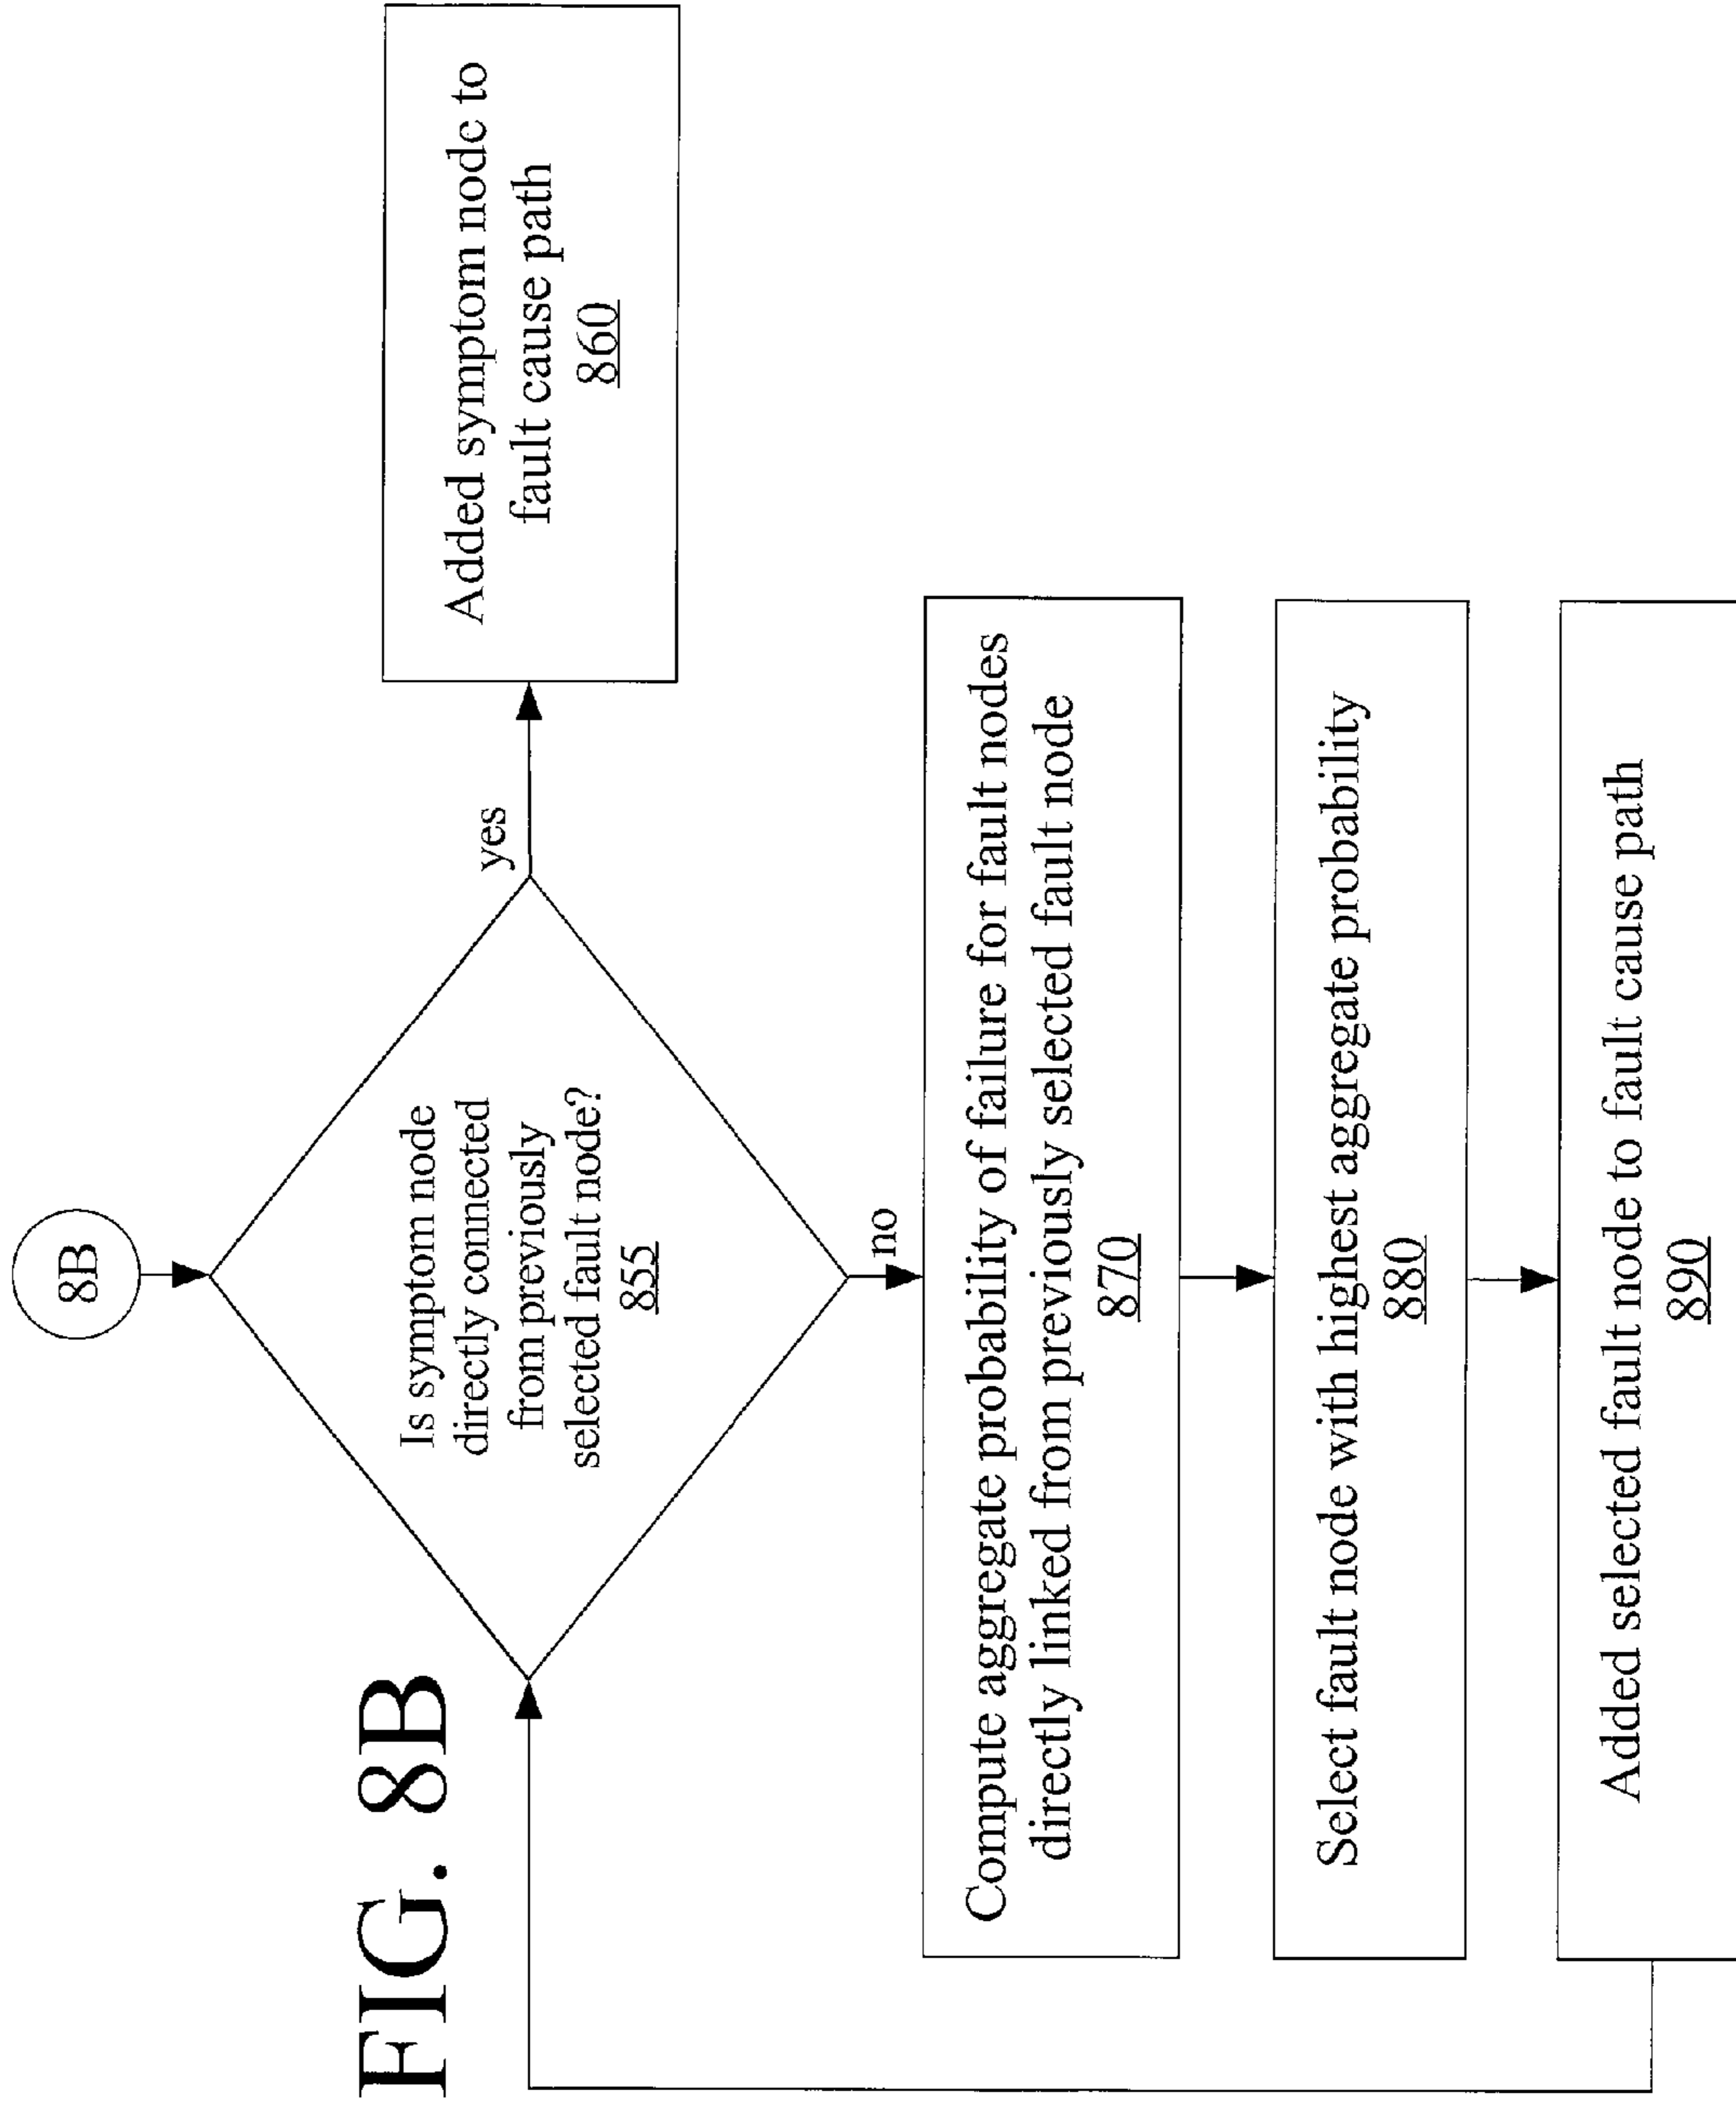 FIG. 8B
8B
Is symptom node
directly connected
from previously
selected fault node?
855
yes
Added symptom node to
fault cause path
860
no
Compute aggregate probability of failure for fault nodes
directly linked from previously selected fault node
870
Select fault node with highest aggregate probability
880
Added selected fault node to fault cause path
890